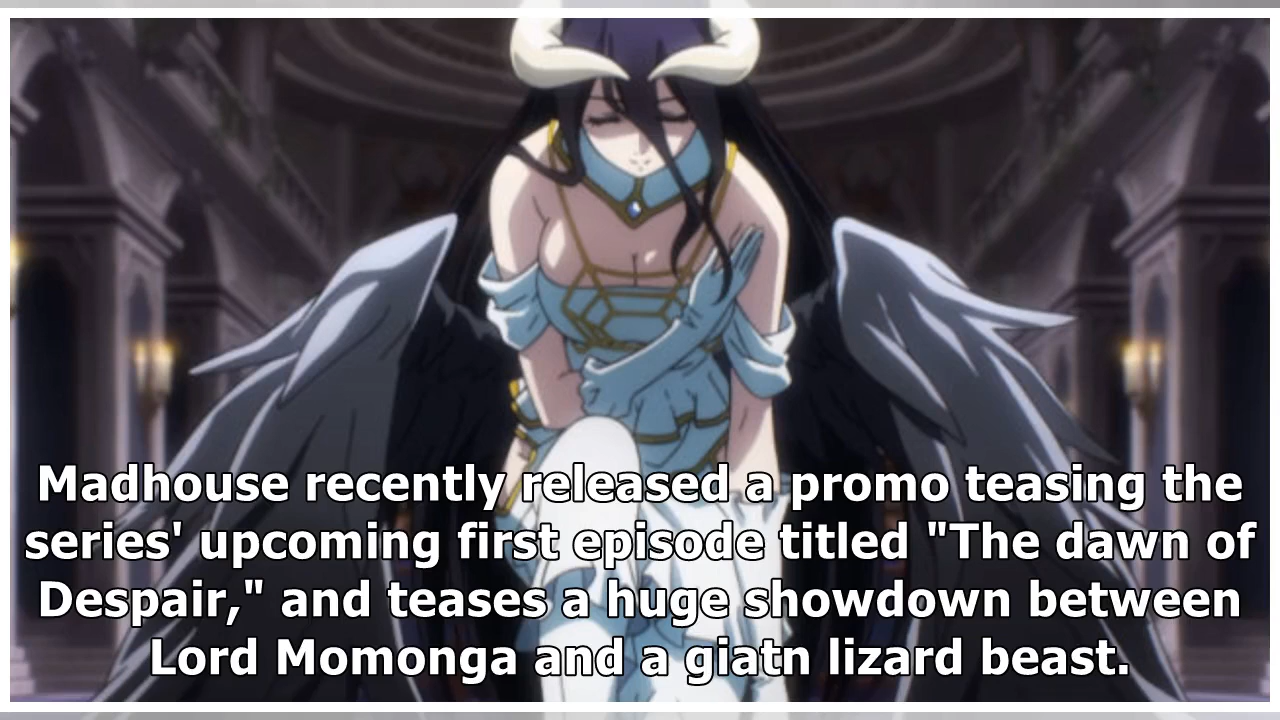 Madhouse recently released a promo teasing the
series' upcoming first episode titled "The dawn of
Despair," and teases a huge showdown between
Lord Momonga and a giatn lizard beast.